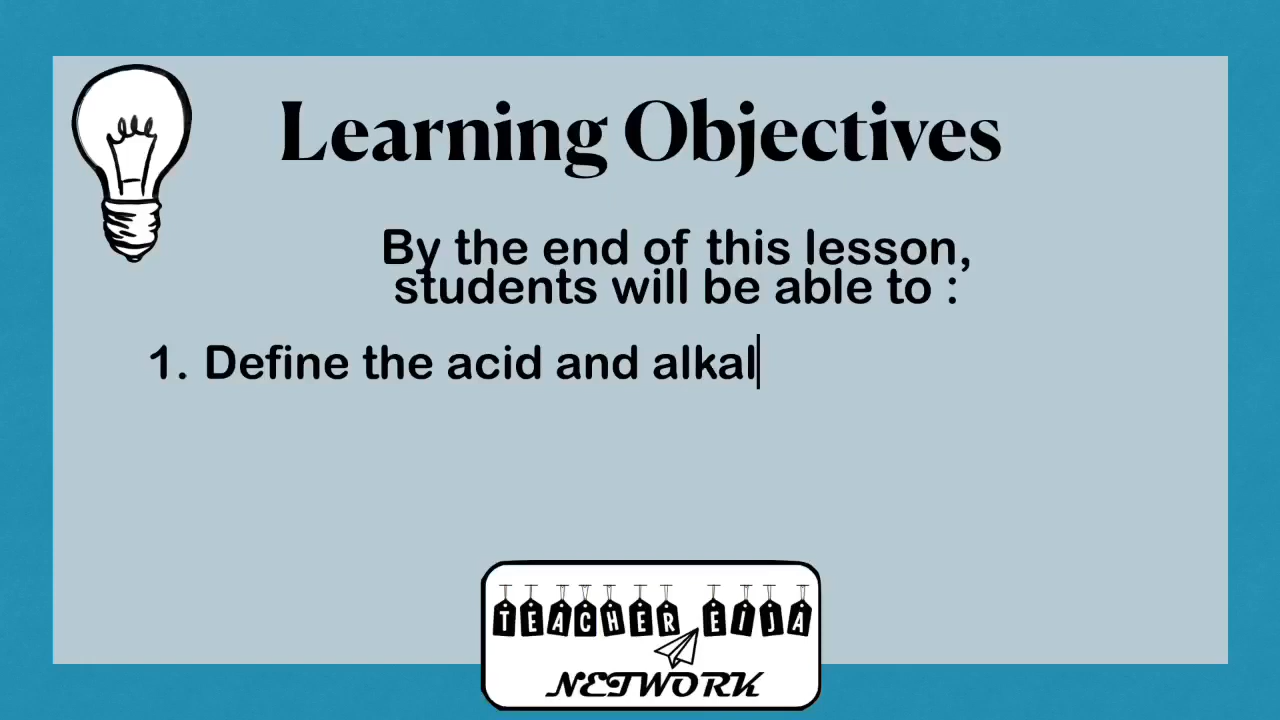 Learning Objectives
By the end of this lesson,
students will be able to :
1. Define the acid and alkal
TEACHER EIJA
NETWORK